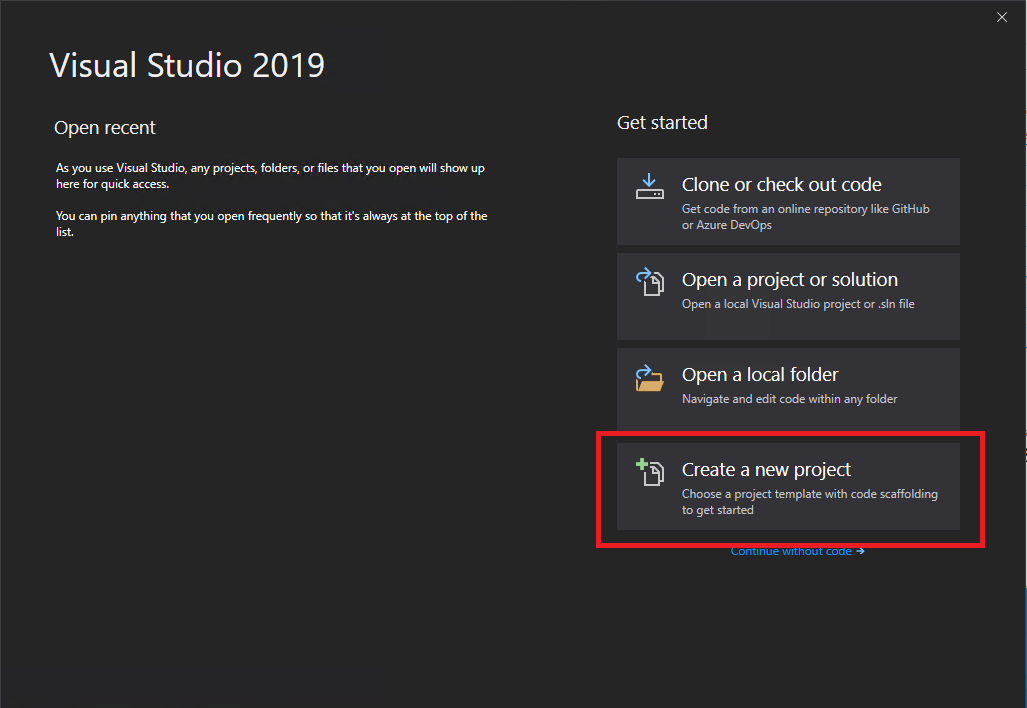 Visual Studio 2019
Open recent
As you use Visual Studio, any projects, folders, or files that you open will show up
here for quick access.
You can pin anything that you open frequently so that it's always at the top of the
list.
Get started
Clone or check out code
Get code from an online repository like GitHub
or Azure DevOps
Open a project or solution
Open a local Visual Studio project or .sln file
Open a local folder
Navigate and edit code within any folder
Create a new project
Choose a project template with code scaffolding
to get started
Continue without code →